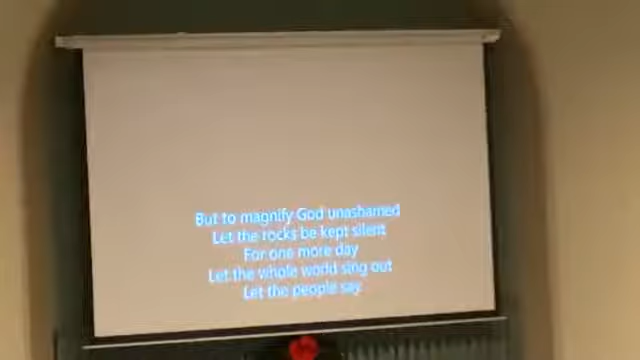 But to magnify God unashamed
Let the rocks be kept silent
For one more day
Let the whole world sing out
Let the people say